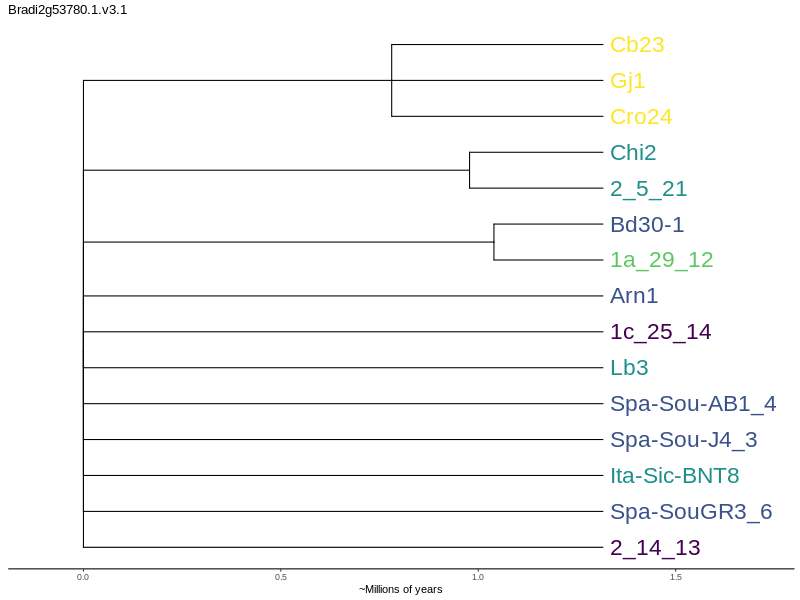 Bradi2g53780.1.v3.1
Cb23
Gj1
Cro24
Chi2
2_5_21
Bd30-1
1a_29_12
Arn1
1c_25_14
Lb3
Spa-Sou-AB1_4
Spa-Sou-J4_3
Ita-Sic-BNT8
Spa-SouGR3_6
2_14_13
0.0 0.5 1.0 1.5
~Millions of years